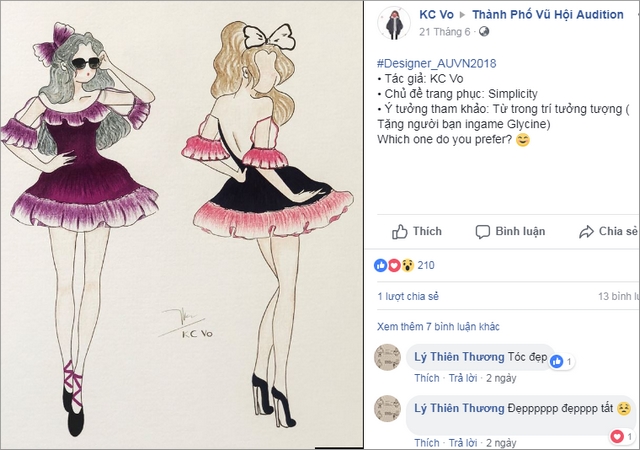 KC Vo ▸ Thành Phố Vũ Hội Audition
21 Tháng 6 ·
#Designer_AUVN2018
• Tác giả: KC Vo
• Chủ đề trang phục: Simplicity
• Ý tưởng tham khảo: Từ trong trí tưởng tượng (
Tặng người bạn ingame Glycine)
Which one do you prefer? 😄
Thích Bình luận Chia sẻ
210
1 lượt chia sẻ 13 bình lu
Xem thêm 7 bình luận khác
Lý Thiên Thương Tóc đẹp
1
Thích · Trả lời · 2 ngày
Lý Thiên Thương Đẹpppppp đẹpppp tất 😣
1
Thích · Trả lời · 2 ngày
KC Vo